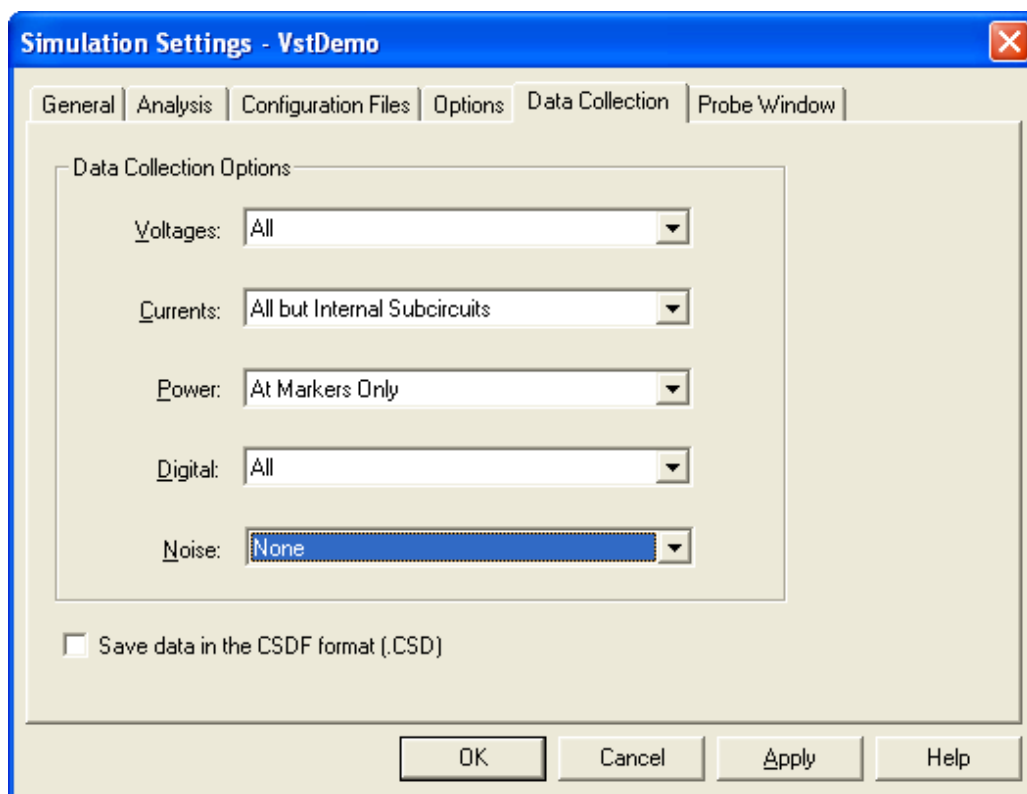 Simulation Settings - VstDemo
General Analysis Configuration Files Options Data Collection Probe Window
Data Collection Options
Voltages: All
Currents: All but Internal Subcircuits
Power: At Markers Only
Digital: All
Noise: None
Save data in the CSDF format (.CSD)
OK Cancel Apply Help